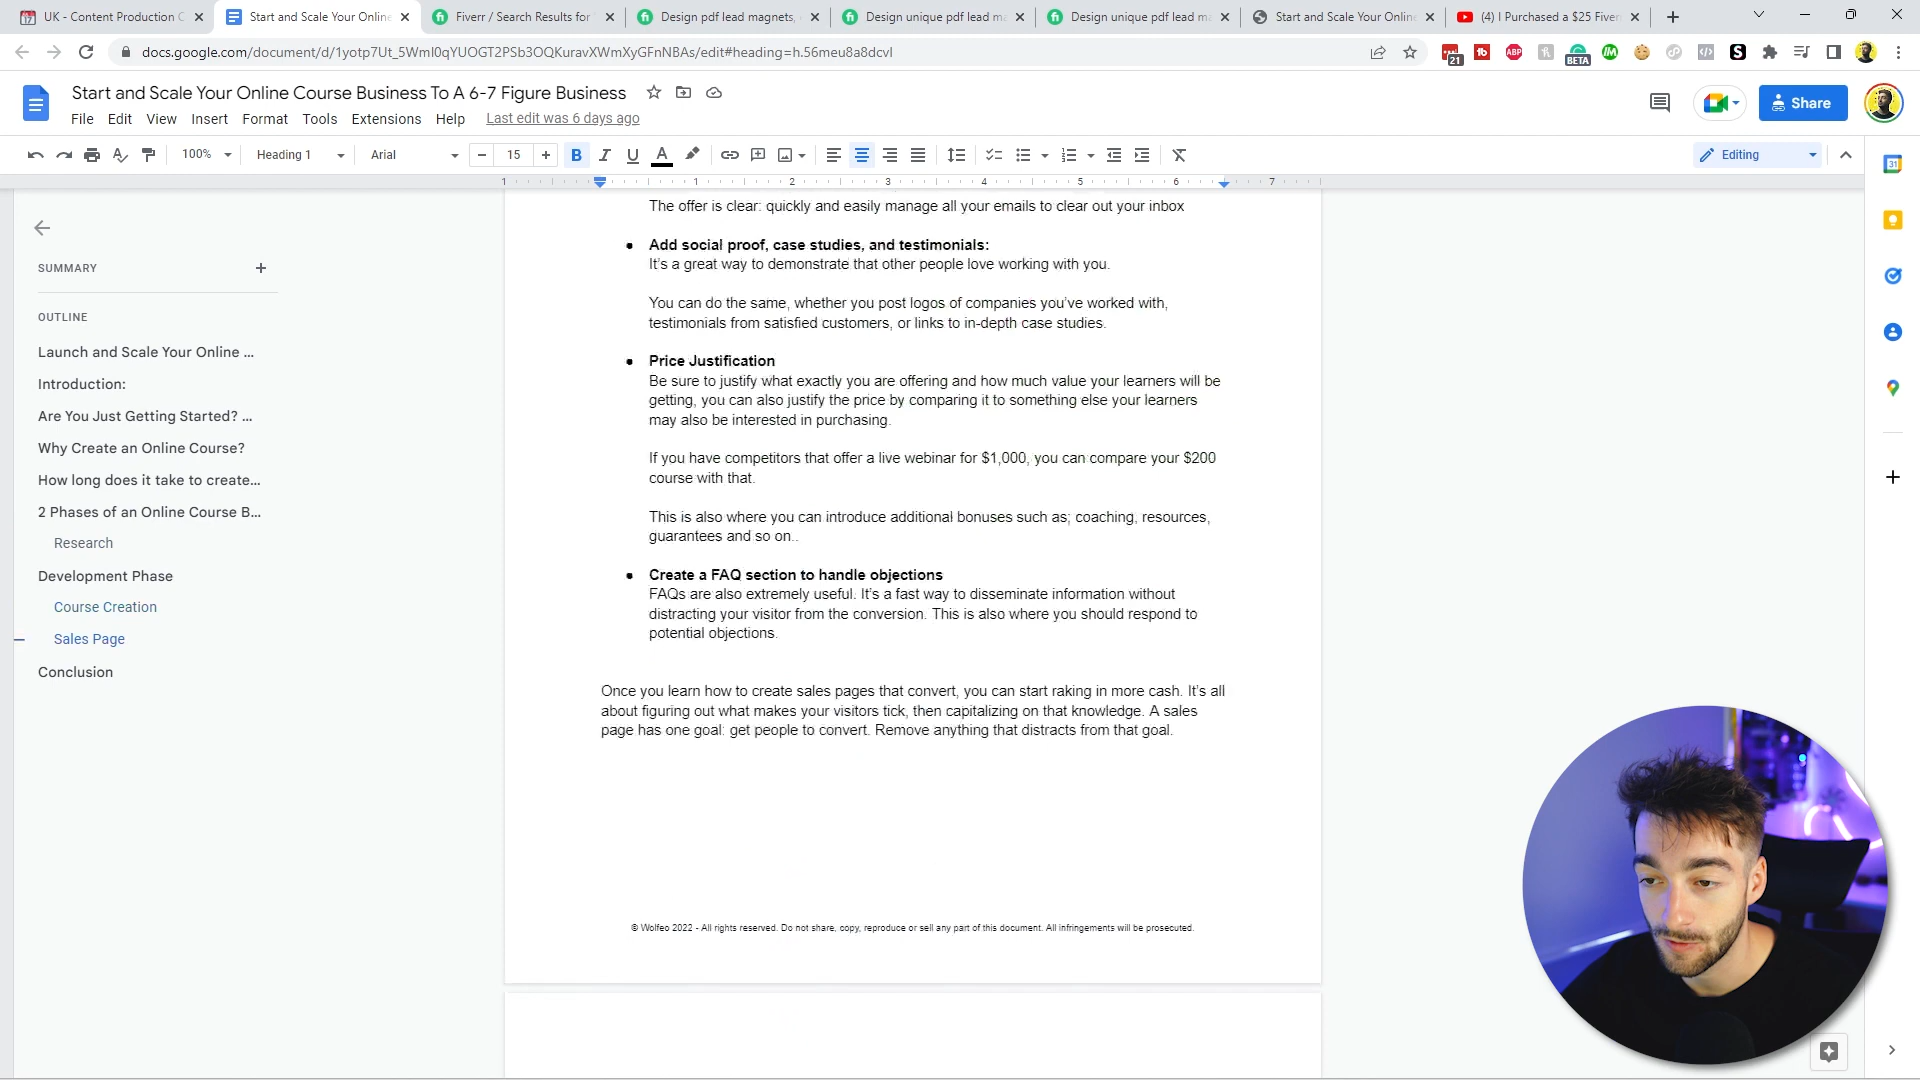 UK - Content Production C
Start and Scale Your Online
Fiverr / Search Results for
Design pdf lead magnets,
Design unique pdf lead m
Design unique pdf lead m
Start and Scale Your Online
(4) I Purchased a $25 Fiver
docs.google.com/document/d/1yotp7Ut_5WmI0qYUOGT2PSb3OQKuravXWmXyGFnNBAs/edit#heading=h.56meu8a8dcvl
21
ABP
BETA
Start and Scale Your Online Course Business To A 6-7 Figure Business
File Edit View Insert Format Tools Extensions Help Last edit was 6 days ago
Share
100% Heading 1 Arial 15 B I U A
Editing
1 1 2 3 4 5 6 7
31
SUMMARY
OUTLINE
Launch and Scale Your Online ...
Introduction:
Are You Just Getting Started? ...
Why Create an Online Course?
How long does it take to create...
2 Phases of an Online Course B...
Research
Development Phase
Course Creation
Sales Page
Conclusion
The offer is clear: quickly and easily manage all your emails to clear out your inbox
● Add social proof, case studies, and testimonials:
It's a great way to demonstrate that other people love working with you.
You can do the same, whether you post logos of companies you've worked with,
testimonials from satisfied customers, or links to in-depth case studies.
● Price Justification
Be sure to justify what exactly you are offering and how much value your learners will be
getting, you can also justify the price by comparing it to something else your learners
may also be interested in purchasing.
If you have competitors that offer a live webinar for $1,000, you can compare your $200
course with that.
This is also where you can introduce additional bonuses such as; coaching, resources,
guarantees and so on..
● Create a FAQ section to handle objections
FAQs are also extremely useful. It's a fast way to disseminate information without
distracting your visitor from the conversion. This is also where you should respond to
potential objections.
Once you learn how to create sales pages that convert, you can start raking in more cash. It's all
about figuring out what makes your visitors tick, then capitalizing on that knowledge. A sales
page has one goal: get people to convert. Remove anything that distracts from that goal.
© Wolfeo 2022 - All rights reserved. Do not share, copy, reproduce or sell any part of this document. All infringements will be prosecuted.